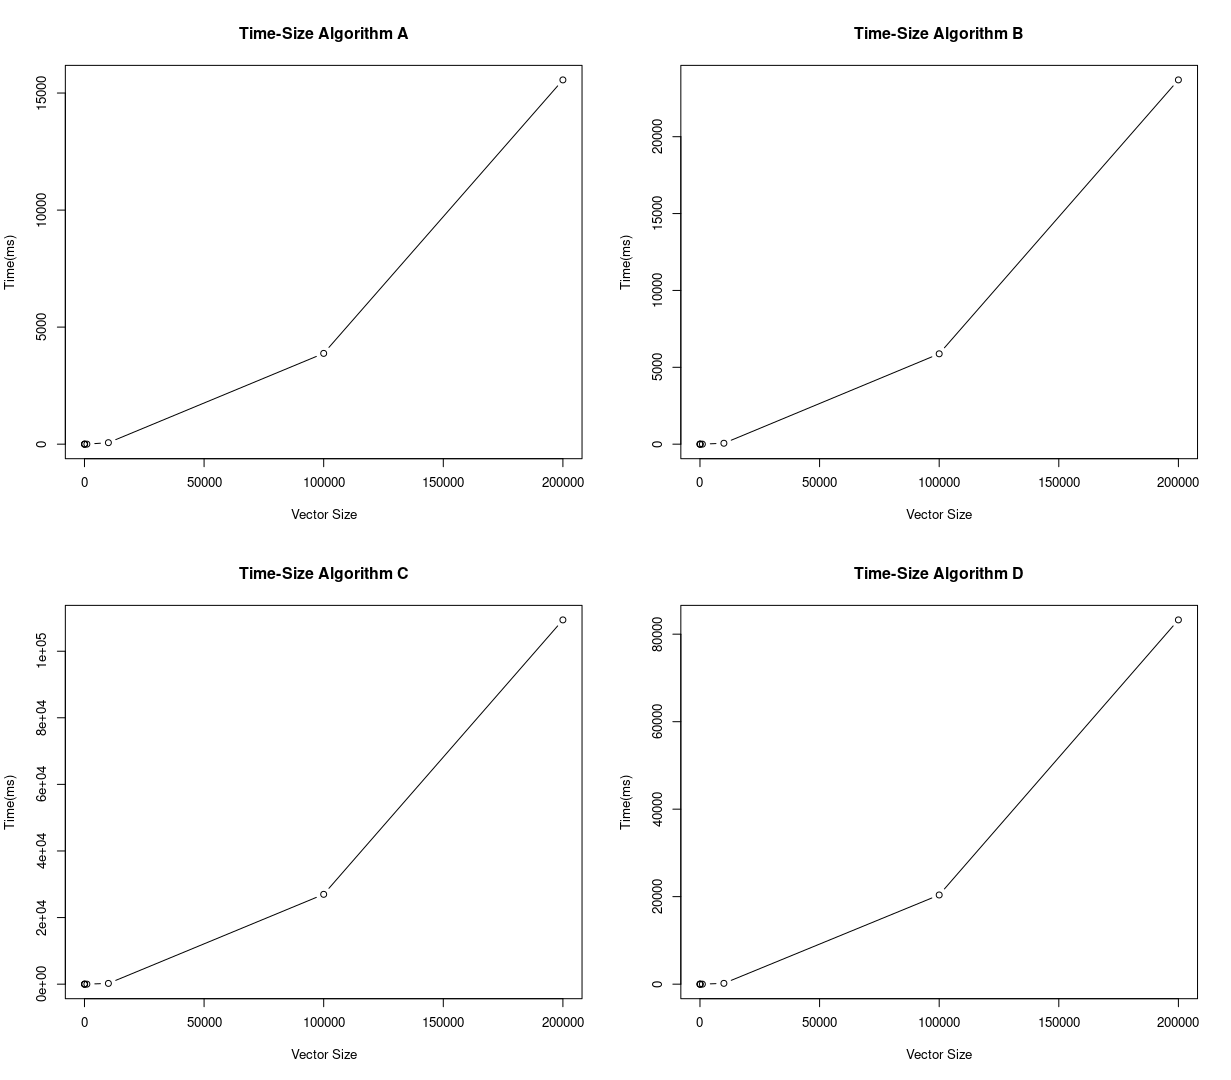 Time-Size Algorithm A
Time(ms)
15000
10000
5000
0
0 50000 100000 150000 200000
Vector Size
Time-Size Algorithm B
Time(ms)
20000
15000
10000
5000
0
0 50000 100000 150000 200000
Vector Size
Time-Size Algorithm C
Time(ms)
1e+05
8e+04
6e+04
4e+04
2e+04
0e+00
0 50000 100000 150000 200000
Vector Size
Time-Size Algorithm D
Time(ms)
80000
60000
40000
20000
0
0 50000 100000 150000 200000
Vector Size